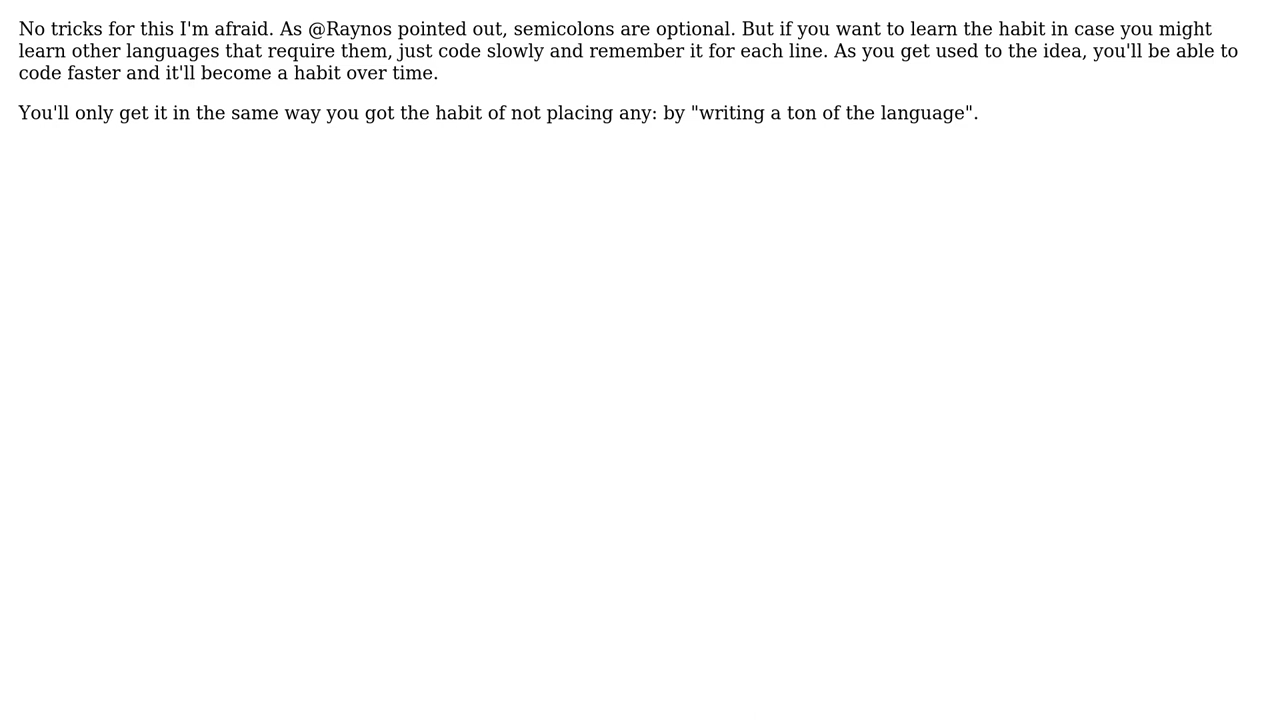 No tricks for this I'm afraid. As @Raynos pointed out, semicolons are optional. But if you want to learn the habit in case you might
learn other languages that require them, just code slowly and remember it for each line. As you get used to the idea, you'll be able to
code faster and it'll become a habit over time.
You'll only get it in the same way you got the habit of not placing any: by "writing a ton of the language".